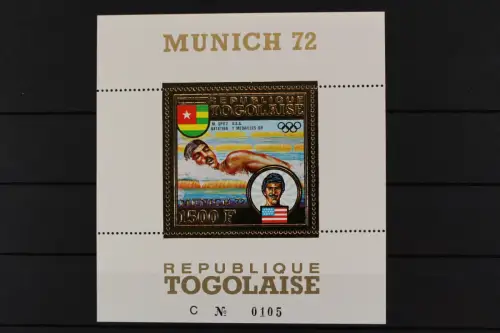 MUNICH 72
REPUBLIQUE
TOGOLAISE
M. SPITZ U.S.A.
NATATION 7 MEDAILLES OR
1500 F
REPUBLIQUE
TOGOLAISE
C № 0105